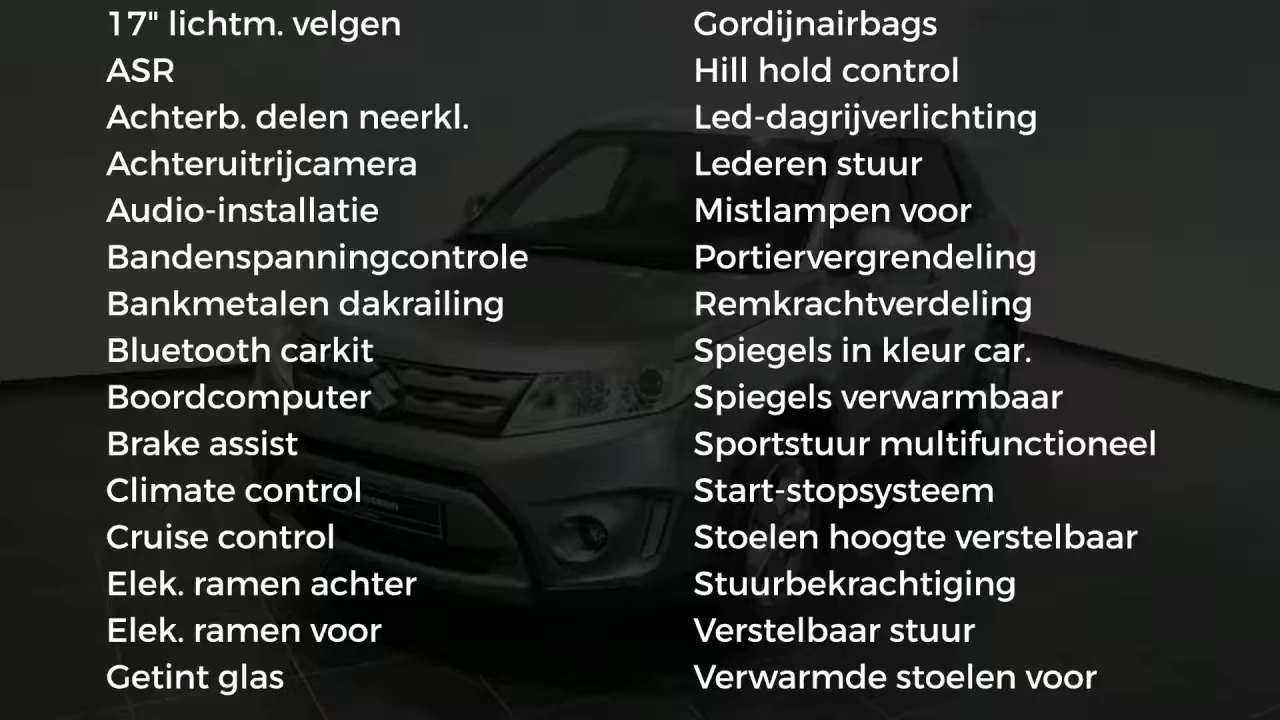 17" lichtm. velgen
ASR
Achterb. delen neerkl.
Achteruitrijcamera
Audio-installatie
Bandenspanningcontrole
Bankmetalen dakrailing
Bluetooth carkit
Boordcomputer
Brake assist
Climate control
Cruise control
Elek. ramen achter
Elek. ramen voor
Getint glas
Gordijnairbags
Hill hold control
Led-dagrijverlichting
Lederen stuur
Mistlampen voor
Portiervergrendeling
Remkrachtverdeling
Spiegels in kleur car.
Spiegels verwarmbaar
Sportstuur multifunctioneel
Start-stopsysteem
Stoelen hoogte verstelbaar
Stuurbekrachtiging
Verstelbaar stuur
Verwarmde stoelen voor